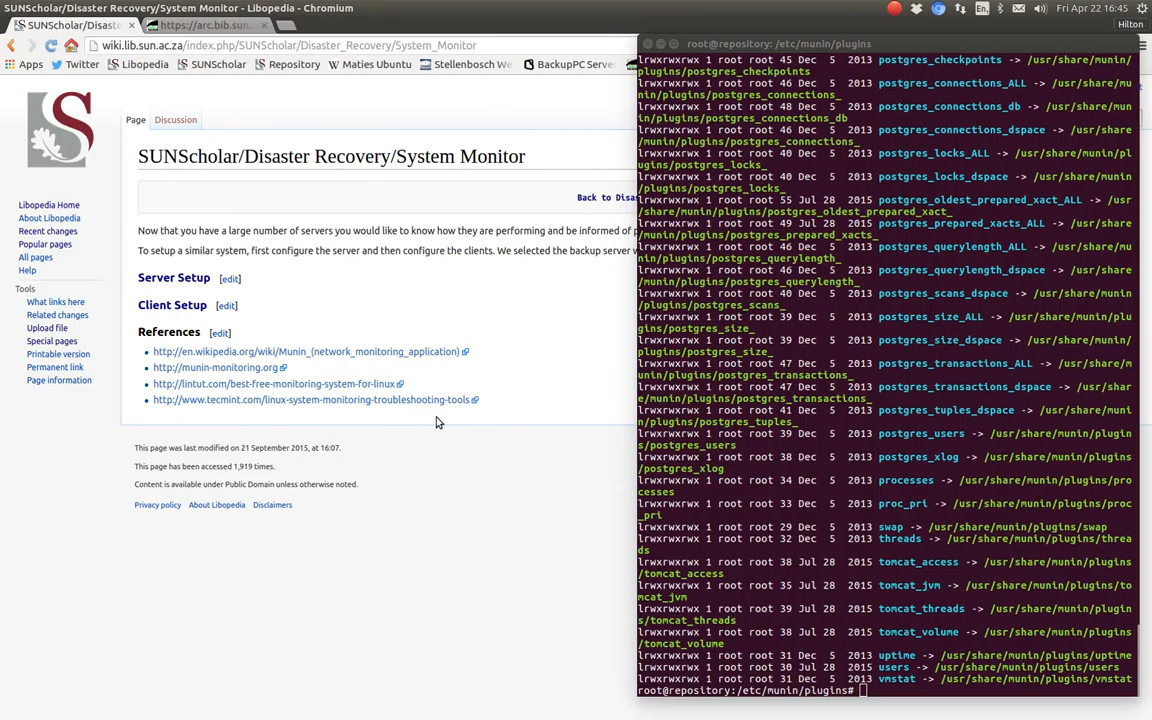 SUNScholar/Disaster Recovery/System Monitor - Libopedia - Chromium
En
Fri Apr 22 16:45
SUNScholar/Disast
https://arc.bib.sun.
Hilton
wiki.lib.sun.ac.za/index.php/SUNScholar/Disaster_Recovery/System_Monitor
Apps
Twitter
Libopedia
SUNScholar
Repository
Maties Ubuntu
Stellenbosch We
BackupPC Serve
Page
Discussion
SUNScholar/Disaster Recovery/System Monitor
Back to Disa
Now that you have a large number of servers you would like to know how they are performing and be informed of p
To setup a similar system, first configure the server and then configure the clients. We selected the backup server
Server Setup [edit]
Client Setup [edit]
References [edit]
http://en.wikipedia.org/wiki/Munin_(network_monitoring_application)
http://munin-monitoring.org
http://lintut.com/best-free-monitoring-system-for-linux
http://www.tecmint.com/linux-system-monitoring-troubleshooting-tools
Libopedia Home
About Libopedia
Recent changes
Popular pages
All pages
Help
Tools
What links here
Related changes
Upload file
Special pages
Printable version
Permanent link
Page information
This page was last modified on 21 September 2015, at 16:07.
This page has been accessed 1,919 times.
Content is available under Public Domain unless otherwise noted.
Privacy policy
About Libopedia
Disclaimers
root@repository: /etc/munin/plugins
lrwxrwxrwx 1 root root 45 Dec  5  2013 postgres_checkpoints -> /usr/share/munin/
plugins/postgres_checkpoints
lrwxrwxrwx 1 root root 46 Dec  5  2013 postgres_connections_ALL -> /usr/share/mu
nin/plugins/postgres_connections_
lrwxrwxrwx 1 root root 48 Dec  5  2013 postgres_connections_db -> /usr/share/mun
in/plugins/postgres_connections_db
lrwxrwxrwx 1 root root 46 Dec  5  2013 postgres_connections_dspace -> /usr/share
/munin/plugins/postgres_connections_
lrwxrwxrwx 1 root root 40 Dec  5  2013 postgres_locks_ALL -> /usr/share/munin/pl
ugins/postgres_locks_
lrwxrwxrwx 1 root root 40 Dec  5  2013 postgres_locks_dspace -> /usr/share/munin
/plugins/postgres_locks_
lrwxrwxrwx 1 root root 55 Jul 28  2015 postgres_oldest_prepared_xact_ALL -> /usr
/share/munin/plugins/postgres_oldest_prepared_xact_
lrwxrwxrwx 1 root root 49 Jul 28  2015 postgres_prepared_xacts_ALL -> /usr/share
/munin/plugins/postgres_prepared_xacts_
lrwxrwxrwx 1 root root 46 Dec  5  2013 postgres_querylength_ALL -> /usr/share/mu
nin/plugins/postgres_querylength_
lrwxrwxrwx 1 root root 46 Dec  5  2013 postgres_querylength_dspace -> /usr/share
/munin/plugins/postgres_querylength_
lrwxrwxrwx 1 root root 40 Dec  5  2013 postgres_scans_dspace -> /usr/share/munin
/plugins/postgres_scans_
lrwxrwxrwx 1 root root 39 Dec  5  2013 postgres_size_ALL -> /usr/share/munin/plu
gins/postgres_size_
lrwxrwxrwx 1 root root 39 Dec  5  2013 postgres_size_dspace -> /usr/share/munin/
plugins/postgres_size_
lrwxrwxrwx 1 root root 47 Dec  5  2013 postgres_transactions_ALL -> /usr/share/m
unin/plugins/postgres_transactions_
lrwxrwxrwx 1 root root 47 Dec  5  2013 postgres_transactions_dspace -> /usr/shar
e/munin/plugins/postgres_transactions_
lrwxrwxrwx 1 root root 41 Dec  5  2013 postgres_tuples_dspace -> /usr/share/muni
n/plugins/postgres_tuples_
lrwxrwxrwx 1 root root 39 Dec  5  2013 postgres_users -> /usr/share/munin/plugin
s/postgres_users
lrwxrwxrwx 1 root root 38 Dec  5  2013 postgres_xlog -> /usr/share/munin/plugins
/postgres_xlog
lrwxrwxrwx 1 root root 34 Dec  5  2013 processes -> /usr/share/munin/plugins/pro
cesses
lrwxrwxrwx 1 root root 33 Dec  5  2013 proc_pri -> /usr/share/munin/plugins/proc
_pri
lrwxrwxrwx 1 root root 29 Dec  5  2013 swap -> /usr/share/munin/plugins/swap
lrwxrwxrwx 1 root root 32 Dec  5  2013 threads -> /usr/share/munin/plugins/threa
ds
lrwxrwxrwx 1 root root 38 Jul 28  2015 tomcat_access -> /usr/share/munin/plugins
/tomcat_access
lrwxrwxrwx 1 root root 35 Jul 28  2015 tomcat_jvm -> /usr/share/munin/plugins/to
mcat_jvm
lrwxrwxrwx 1 root root 39 Jul 28  2015 tomcat_threads -> /usr/share/munin/plugin
s/tomcat_threads
lrwxrwxrwx 1 root root 38 Jul 28  2015 tomcat_volume -> /usr/share/munin/plugins
/tomcat_volume
lrwxrwxrwx 1 root root 31 Dec  5  2013 uptime -> /usr/share/munin/plugins/uptime
lrwxrwxrwx 1 root root 30 Jul 28  2015 users -> /usr/share/munin/plugins/users
lrwxrwxrwx 1 root root 31 Dec  5  2013 vmstat -> /usr/share/munin/plugins/vmstat
root@repository:/etc/munin/plugins#